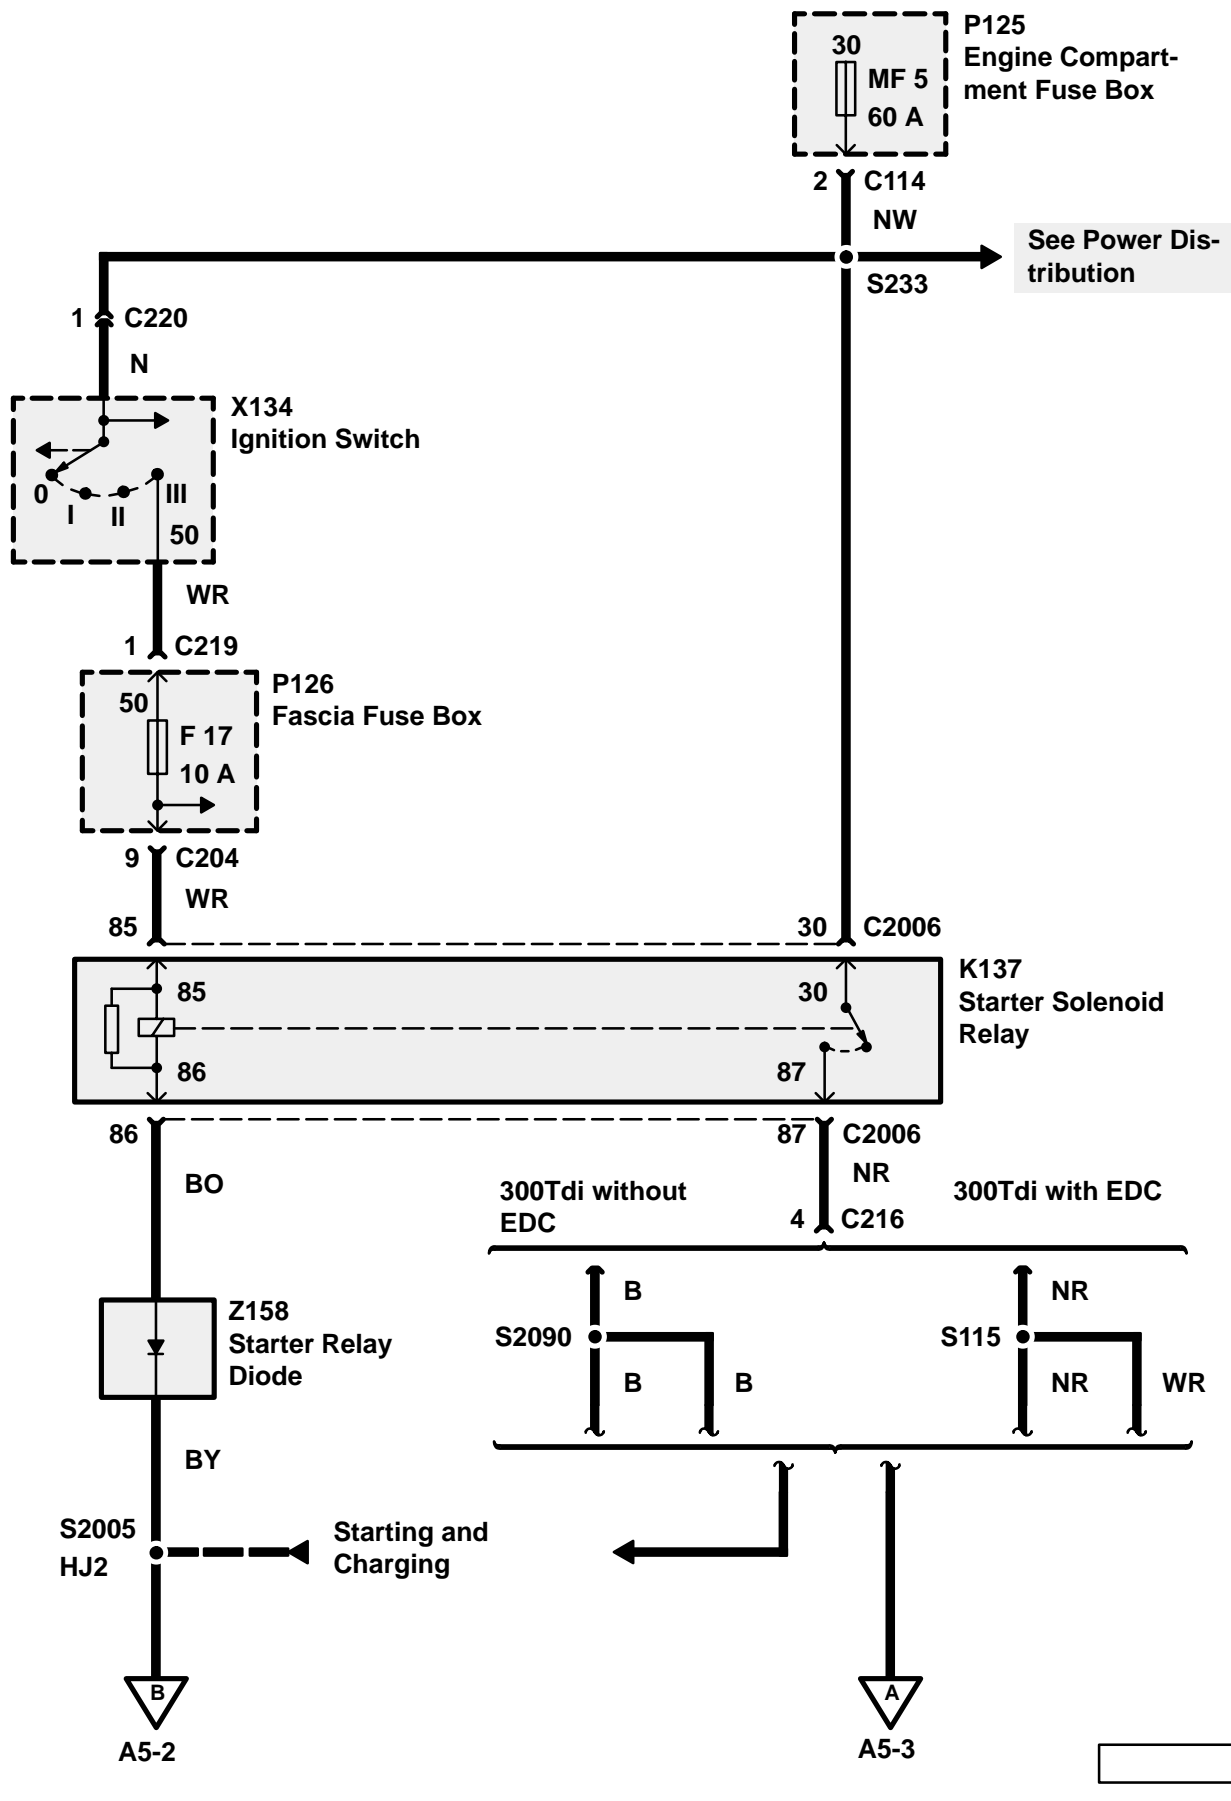 P125
Engine Compart-
ment Fuse Box
30
MF 5
60 A
2
C114
NW
See Power Dis-
tribution
S233
1
C220
N
X134
Ignition Switch
0
I
II
III
50
WR
1
C219
P126
Fascia Fuse Box
50
F 17
10 A
9
C204
WR
85
30
C2006
K137
Starter Solenoid
Relay
85
30
86
87
86
87
C2006
BO
NR
300Tdi without
EDC
300Tdi with EDC
4
C216
B
NR
S2090
S115
B
B
NR
WR
Z158
Starter Relay
Diode
BY
S2005
HJ2
Starting and
Charging
B
A5-2
A
A5-3